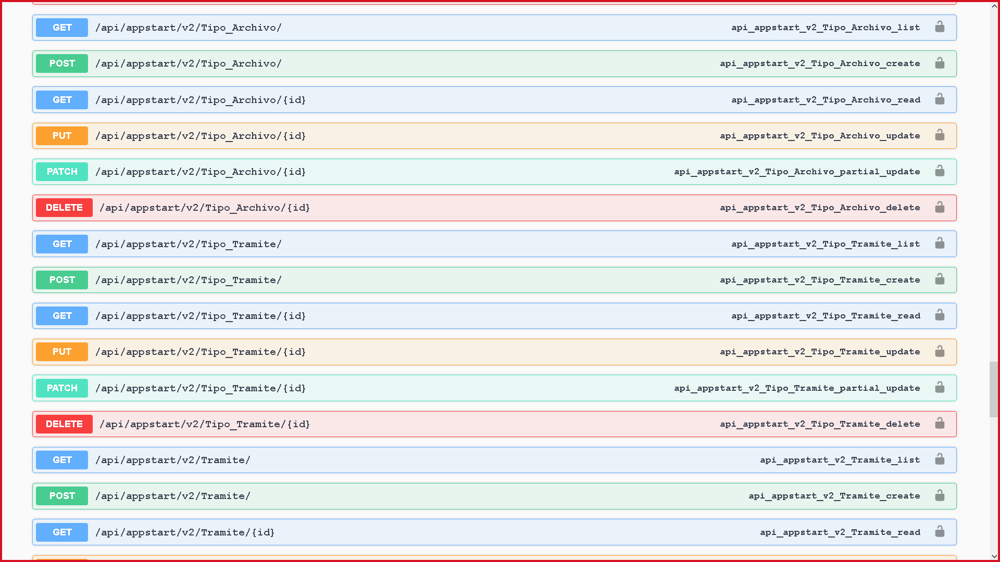 GET /api/appstart/v2/Tipo_Archivo/ api_appstart_v2_Tipo_Archivo_list
POST /api/appstart/v2/Tipo_Archivo/ api_appstart_v2_Tipo_Archivo_create
GET /api/appstart/v2/Tipo_Archivo/{id} api_appstart_v2_Tipo_Archivo_read
PUT /api/appstart/v2/Tipo_Archivo/{id} api_appstart_v2_Tipo_Archivo_update
PATCH /api/appstart/v2/Tipo_Archivo/{id} api_appstart_v2_Tipo_Archivo_partial_update
DELETE /api/appstart/v2/Tipo_Archivo/{id} api_appstart_v2_Tipo_Archivo_delete
GET /api/appstart/v2/Tipo_Tramite/ api_appstart_v2_Tipo_Tramite_list
POST /api/appstart/v2/Tipo_Tramite/ api_appstart_v2_Tipo_Tramite_create
GET /api/appstart/v2/Tipo_Tramite/{id} api_appstart_v2_Tipo_Tramite_read
PUT /api/appstart/v2/Tipo_Tramite/{id} api_appstart_v2_Tipo_Tramite_update
PATCH /api/appstart/v2/Tipo_Tramite/{id} api_appstart_v2_Tipo_Tramite_partial_update
DELETE /api/appstart/v2/Tipo_Tramite/{id} api_appstart_v2_Tipo_Tramite_delete
GET /api/appstart/v2/Tramite/ api_appstart_v2_Tramite_list
POST /api/appstart/v2/Tramite/ api_appstart_v2_Tramite_create
GET /api/appstart/v2/Tramite/{id} api_appstart_v2_Tramite_read